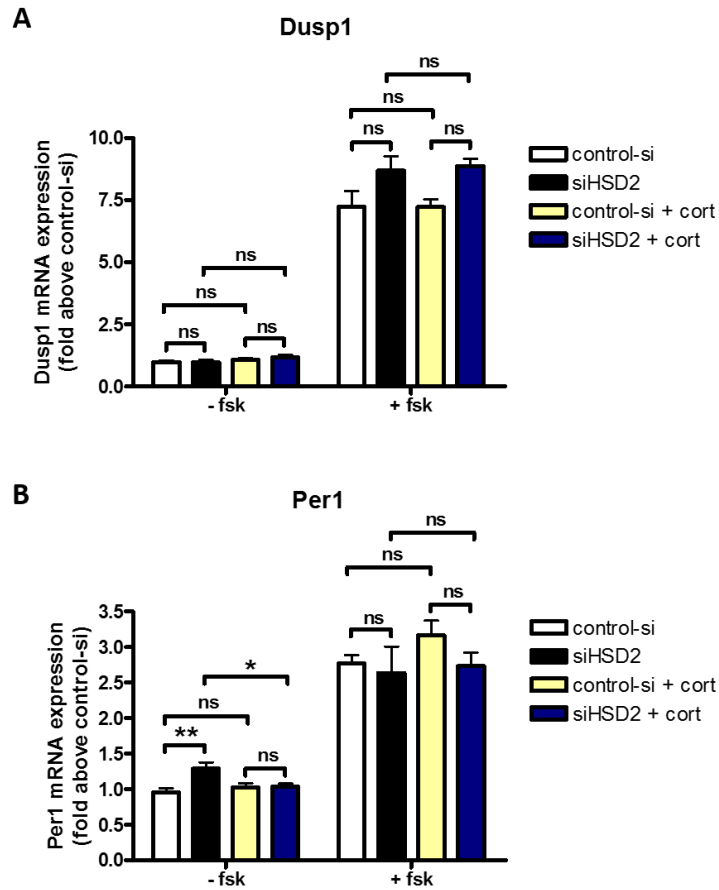 A
Dusp1
ns
ns
ns
ns
ns
ns
ns
ns
Dusp1 mRNA expression
(fold above control-si)
10.0
7.5
5.0
2.5
0.0
- fsk
+ fsk
control-si
siHSD2
control-si + cort
siHSD2 + cort
B
Per1
ns
ns
ns
ns
*
ns
**
ns
Per1 mRNA expression
(fold above control-si)
3.5
3.0
2.5
2.0
1.5
1.0
0.5
0.0
- fsk
+ fsk
control-si
siHSD2
control-si + cort
siHSD2 + cort